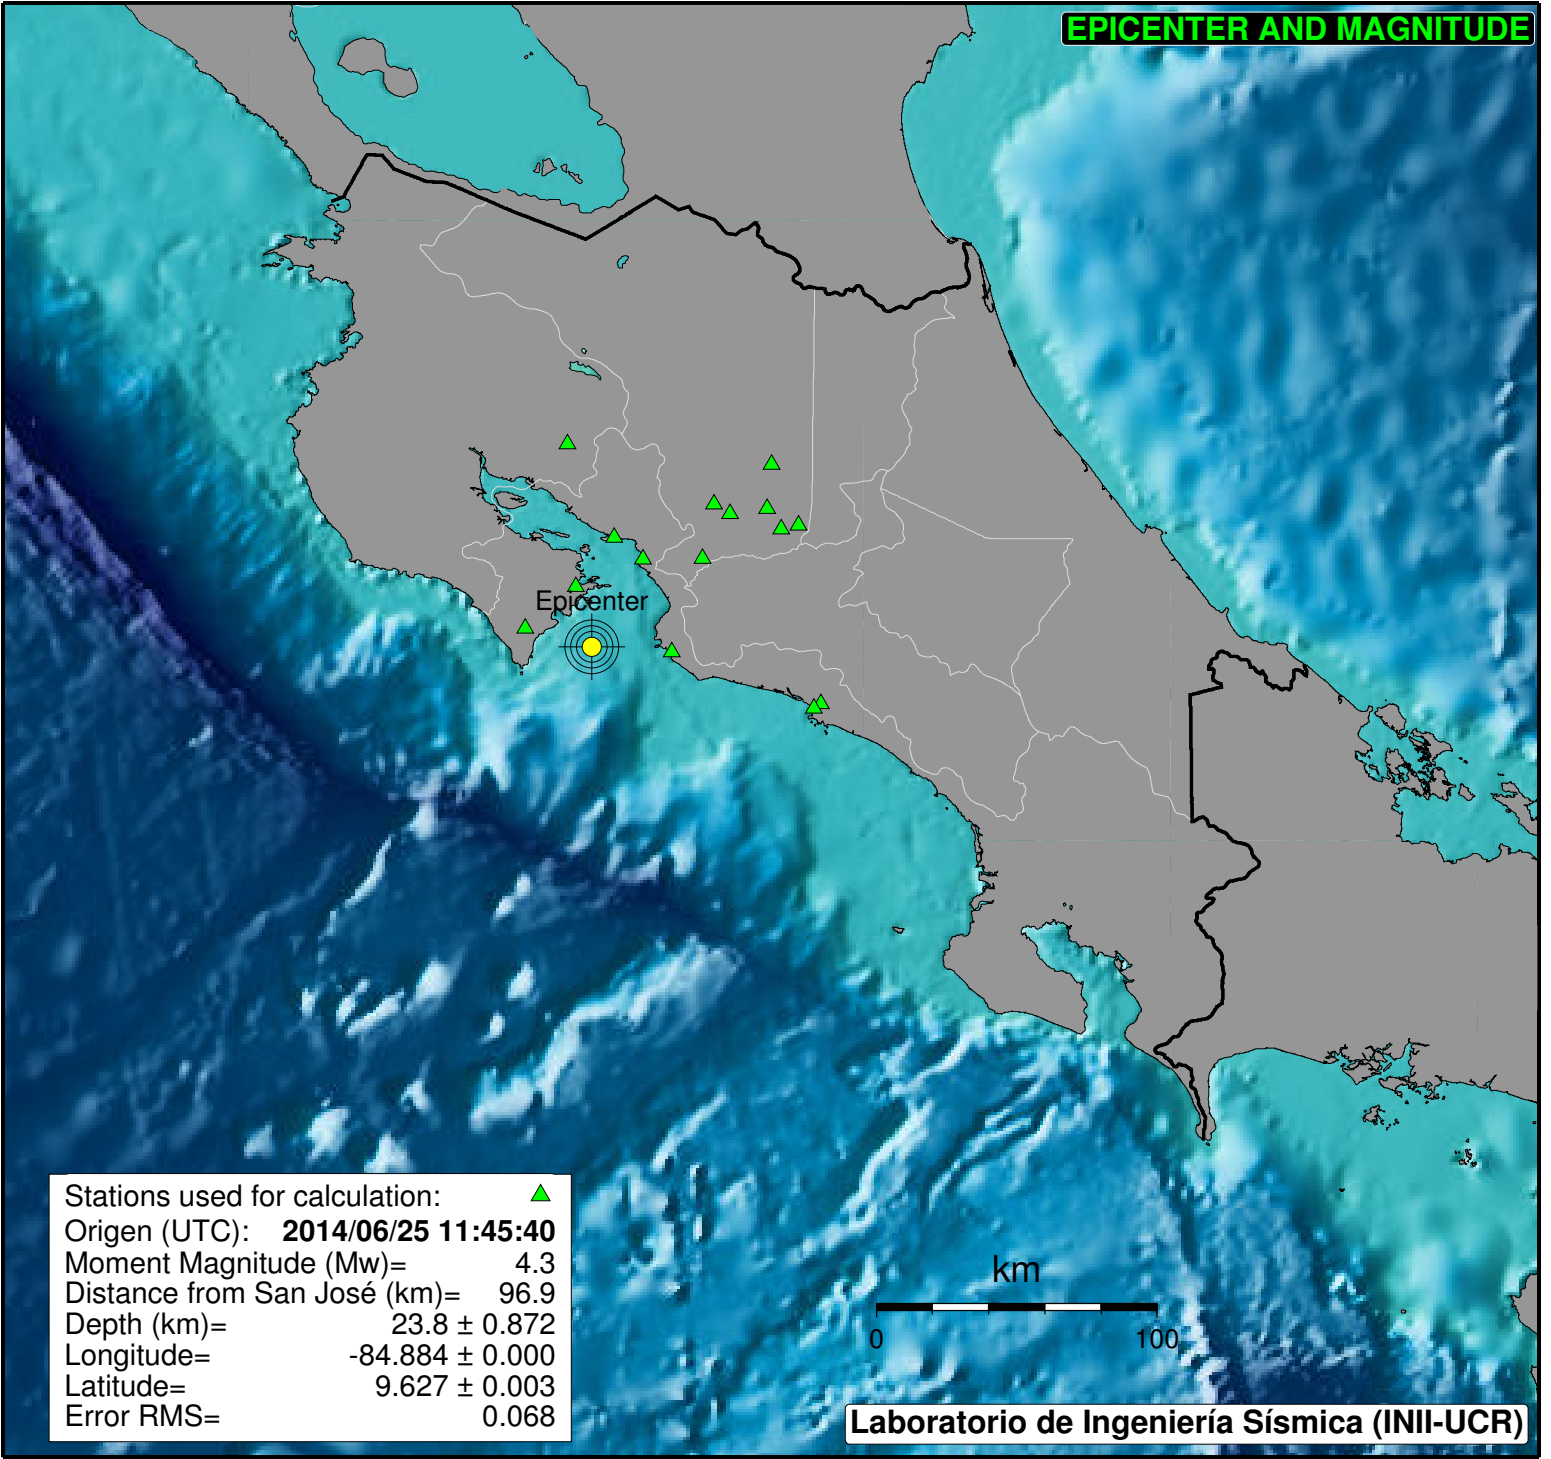 EPICENTER AND MAGNITUDE
Epicenter
Stations used for calculation:
Origen (UTC): 2014/06/25 11:45:40
Moment Magnitude (Mw)= 4.3
Distance from San José (km)= 96.9
Depth (km)= 23.8 ± 0.872
Longitude= -84.884 ± 0.000
Latitude= 9.627 ± 0.003
Error RMS= 0.068
km
0 100
Laboratorio de Ingeniería Sísmica (INII-UCR)